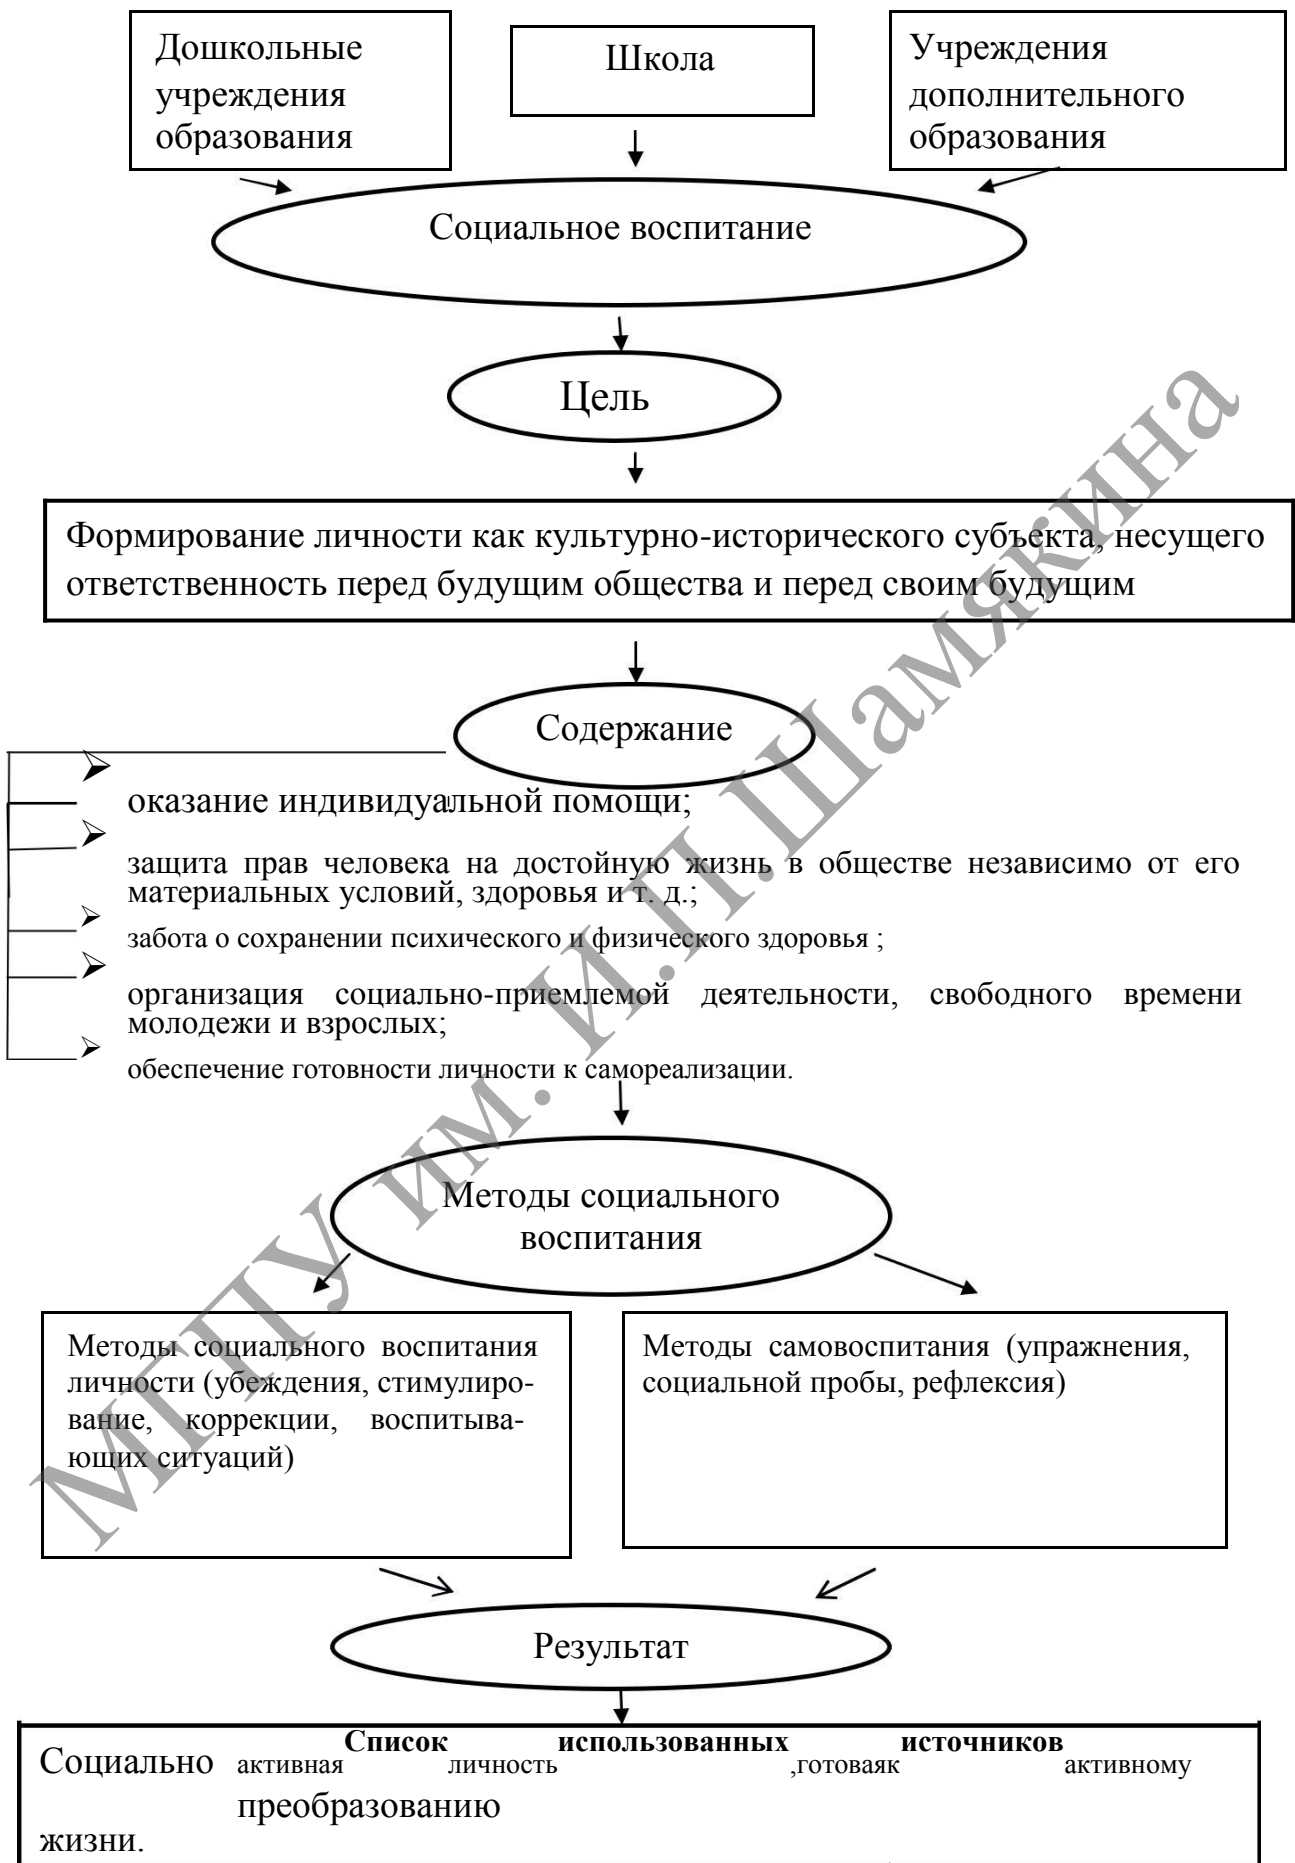 Дошкольные
учреждения
образования
Школа
Учреждения
дополнительного
образования
Социальное воспитание
Цель
Формирование личности как культурно-исторического субъекта, несущего
ответственность перед будущим общества и перед своим будущим
Содержание
оказание индивидуальной помощи;
защита прав человека на достойную жизнь в обществе независимо от его
материальных условий, здоровья и т. д.;
забота о сохранении психического и физического здоровья ;
организация социально-приемлемой деятельности, свободного времени
молодежи и взрослых;
обеспечение готовности личности к самореализации.
Методы социального
воспитания
Методы социального воспитания
личности (убеждения, стимулиро-
вание, коррекции, воспитыва-
ющих ситуаций)
Методы самовоспитания (упражнения,
социальной пробы, рефлексия)
Результат
Список использованных источников
Социально активная личность ,готоваяк активному
преобразованию
жизни.
МГПУ им. И.П.Шамякина